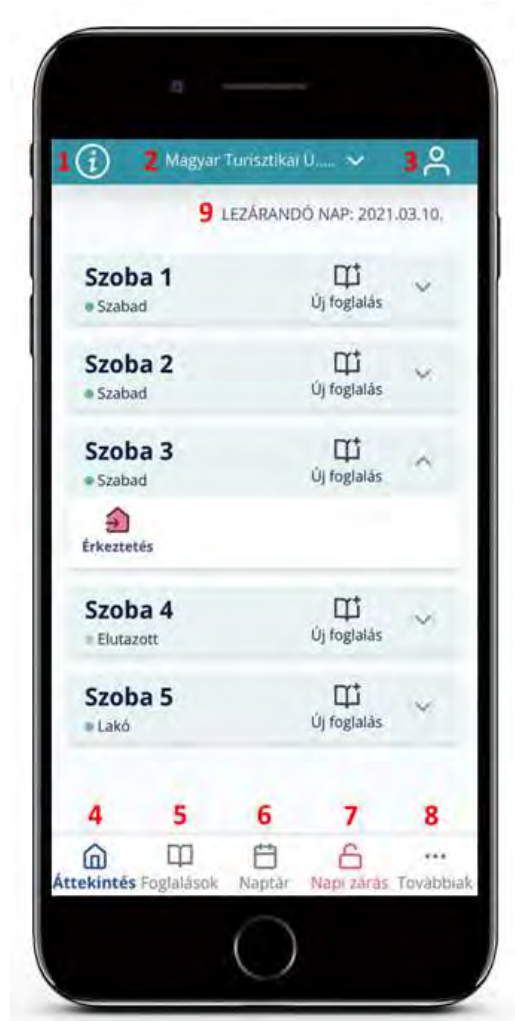 1 2 Magyar Turisztikai Ü..... 3
9 LEZÁRANDÓ NAP: 2021.03.10.
Szoba 1
Szabad
Új foglalás
Szoba 2
Szabad
Új foglalás
Szoba 3
Szabad
Új foglalás
Érkeztetés
Szoba 4
Elutazott
Új foglalás
Szoba 5
Lakó
Új foglalás
4 5 6 7 8
Áttekintés Foglalások Naptár Napi zárás Továbbiak